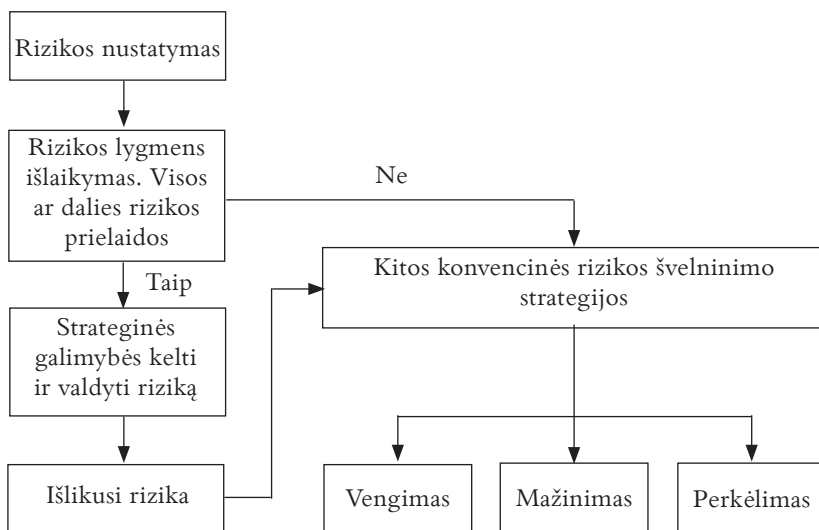 Rizikos nustatymas
Rizikos lygmens
išlaikymas. Visos
ar dalies rizikos
prielaidos
Ne
Kitos konvencinės rizikos švelninimo
strategijos
Taip
Strateginės
galimybės kelti
ir valdyti riziką
Išlikusi rizika
Vengimas
Mažinimas
Perkėlimas